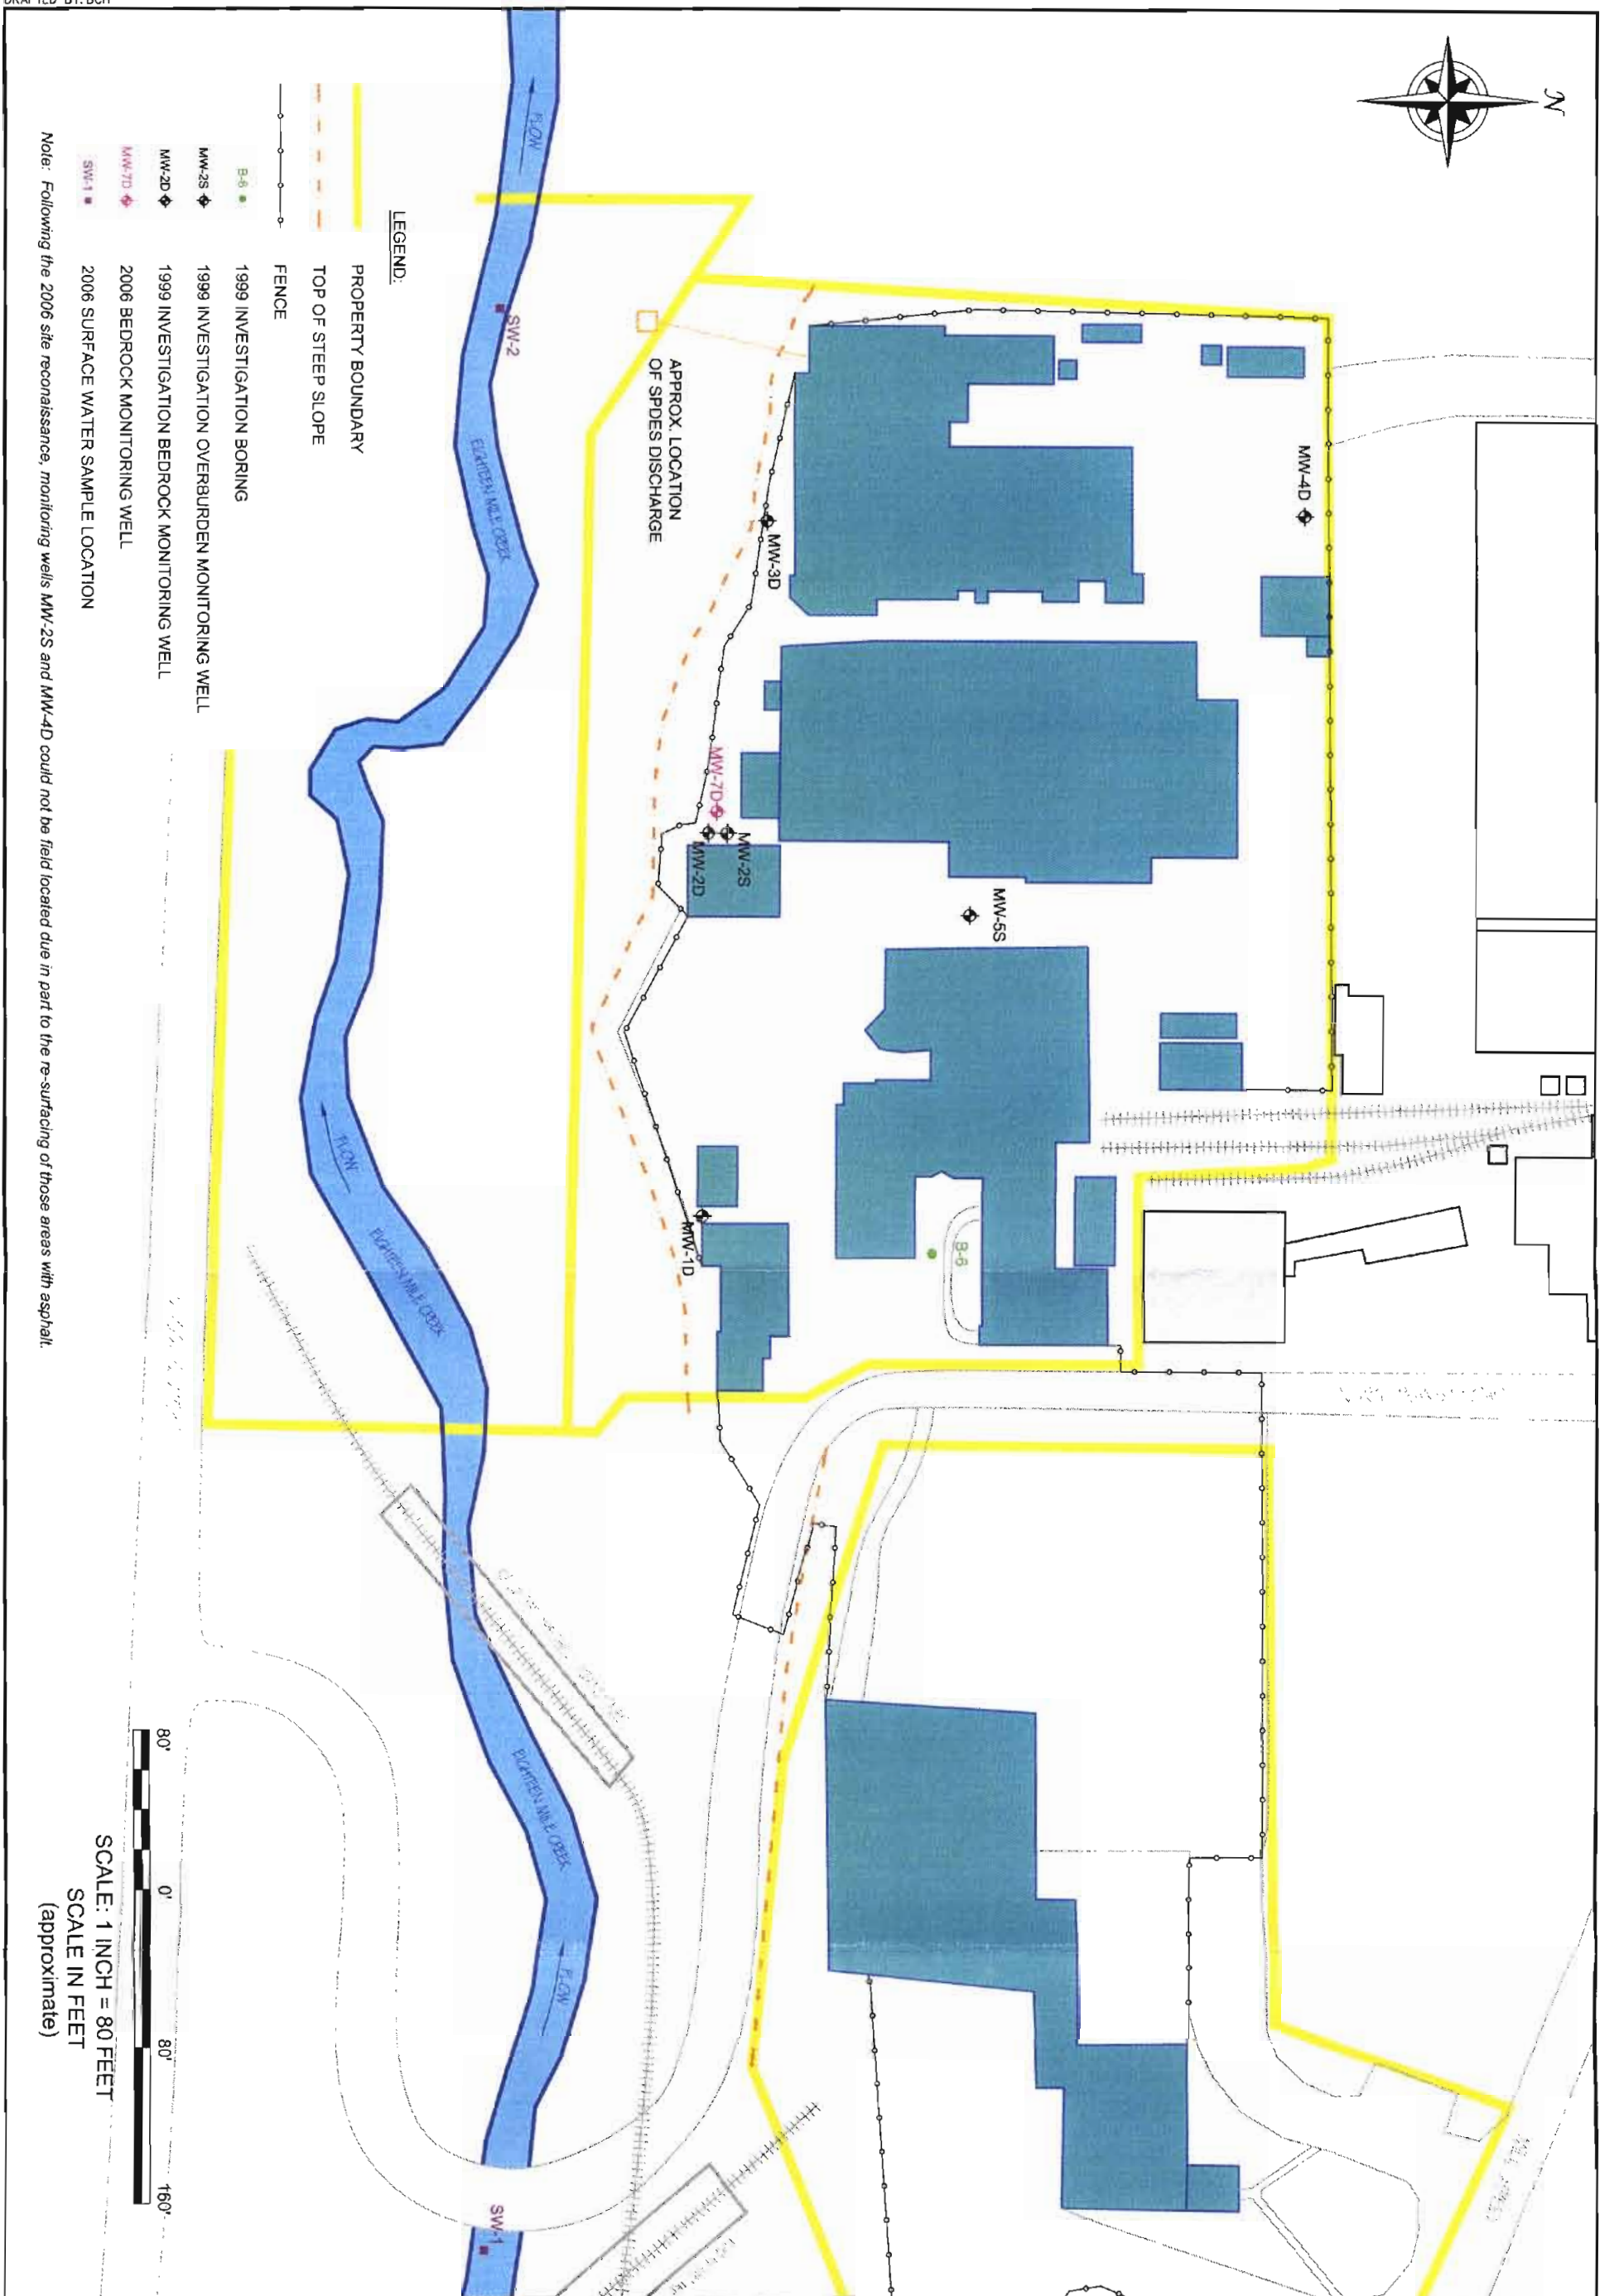 DRAFTED BY: BCH
N
MW-4D
MW-3D
APPROX. LOCATION
OF SPDES DISCHARGE
MW-7D
MW-2S
MW-2D
MW-5S
B-6
MW-1D
FLOW
SW-2
EIGHTEEN MILE CREEK
FLOW
EIGHTEEN MILE CREEK
EIGHTEEN MILE CREEK
FLOW
SW-1
LEGEND:
PROPERTY BOUNDARY
TOP OF STEEP SLOPE
FENCE
B-6 1999 INVESTIGATION BORING
MW-2S 1999 INVESTIGATION OVERBURDEN MONITORING WELL
MW-2D 1999 INVESTIGATION BEDROCK MONITORING WELL
MW-7D 2006 BEDROCK MONITORING WELL
SW-1 2006 SURFACE WATER SAMPLE LOCATION
Note: Following the 2006 site reconaissance, monitoring wells MW-2S and MW-4D could not be field located due in part to the re-surfacing of those areas with asphalt.
80' 0' 80' 160'
SCALE: 1 INCH = 80 FEET
SCALE IN FEET
(approximate)